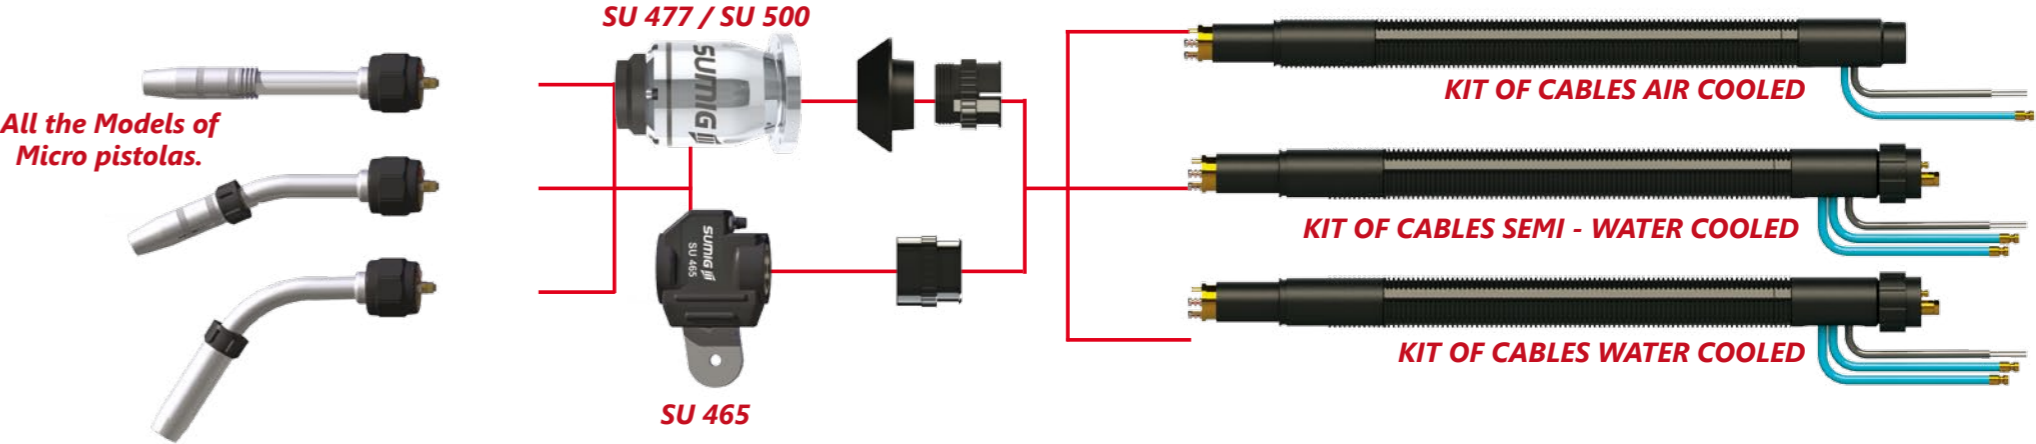 SU 477 / SU 500
SUMIG
KIT OF CABLES AIR COOLED
All the Models of
Micro pistolas.
KIT OF CABLES SEMI - WATER COOLED
SUMIG
SU 465
KIT OF CABLES WATER COOLED
SU 465